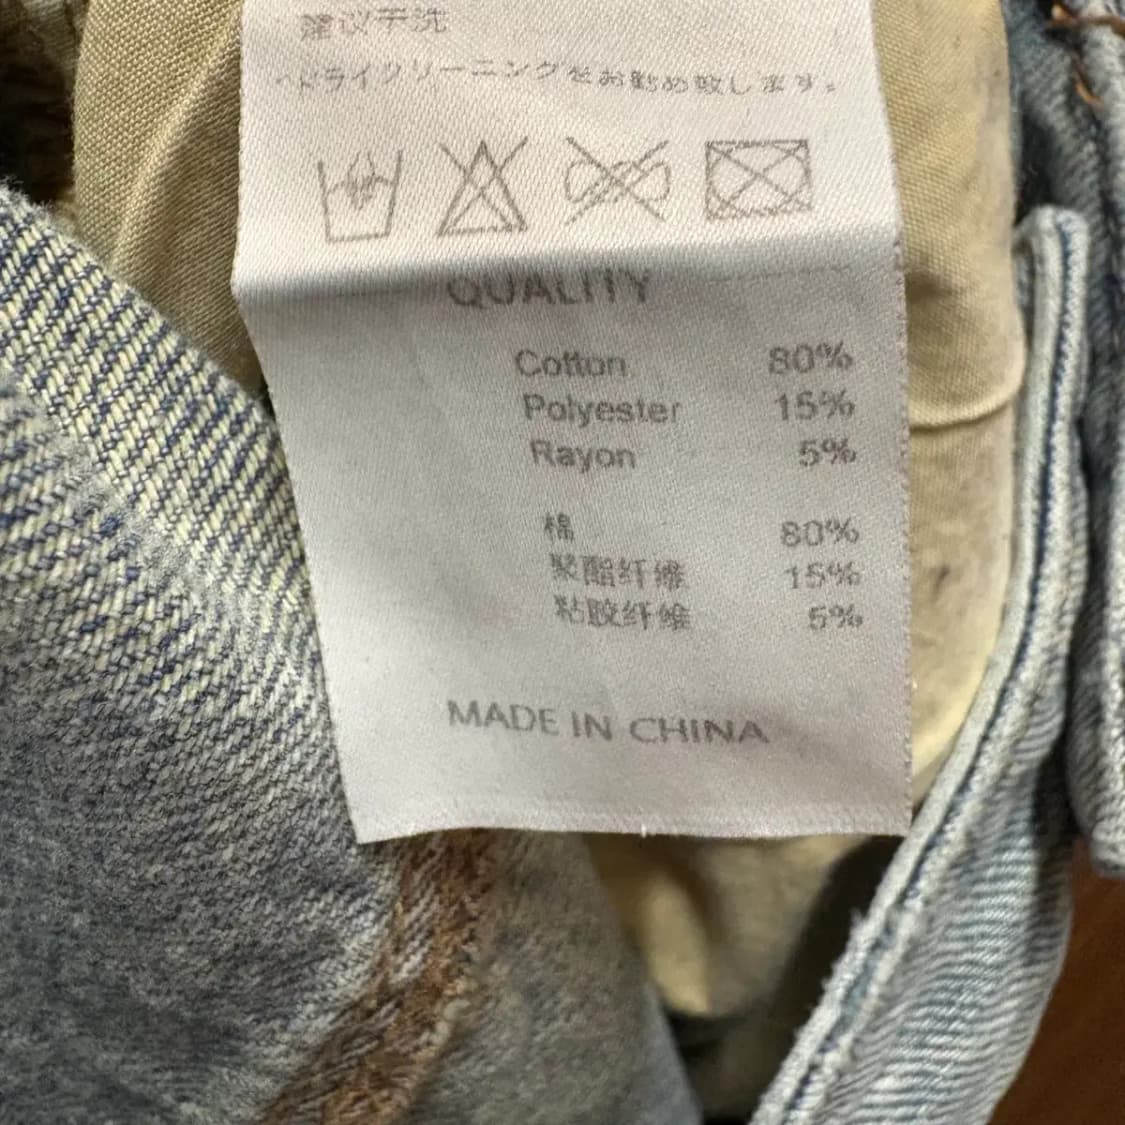 建议干洗
ドライクリーニングをお勧め致します。
QUALITY
Cotton 80%
Polyester 15%
Rayon 5%
棉 80%
聚酯纤维 15%
粘胶纤维 5%
MADE IN CHINA